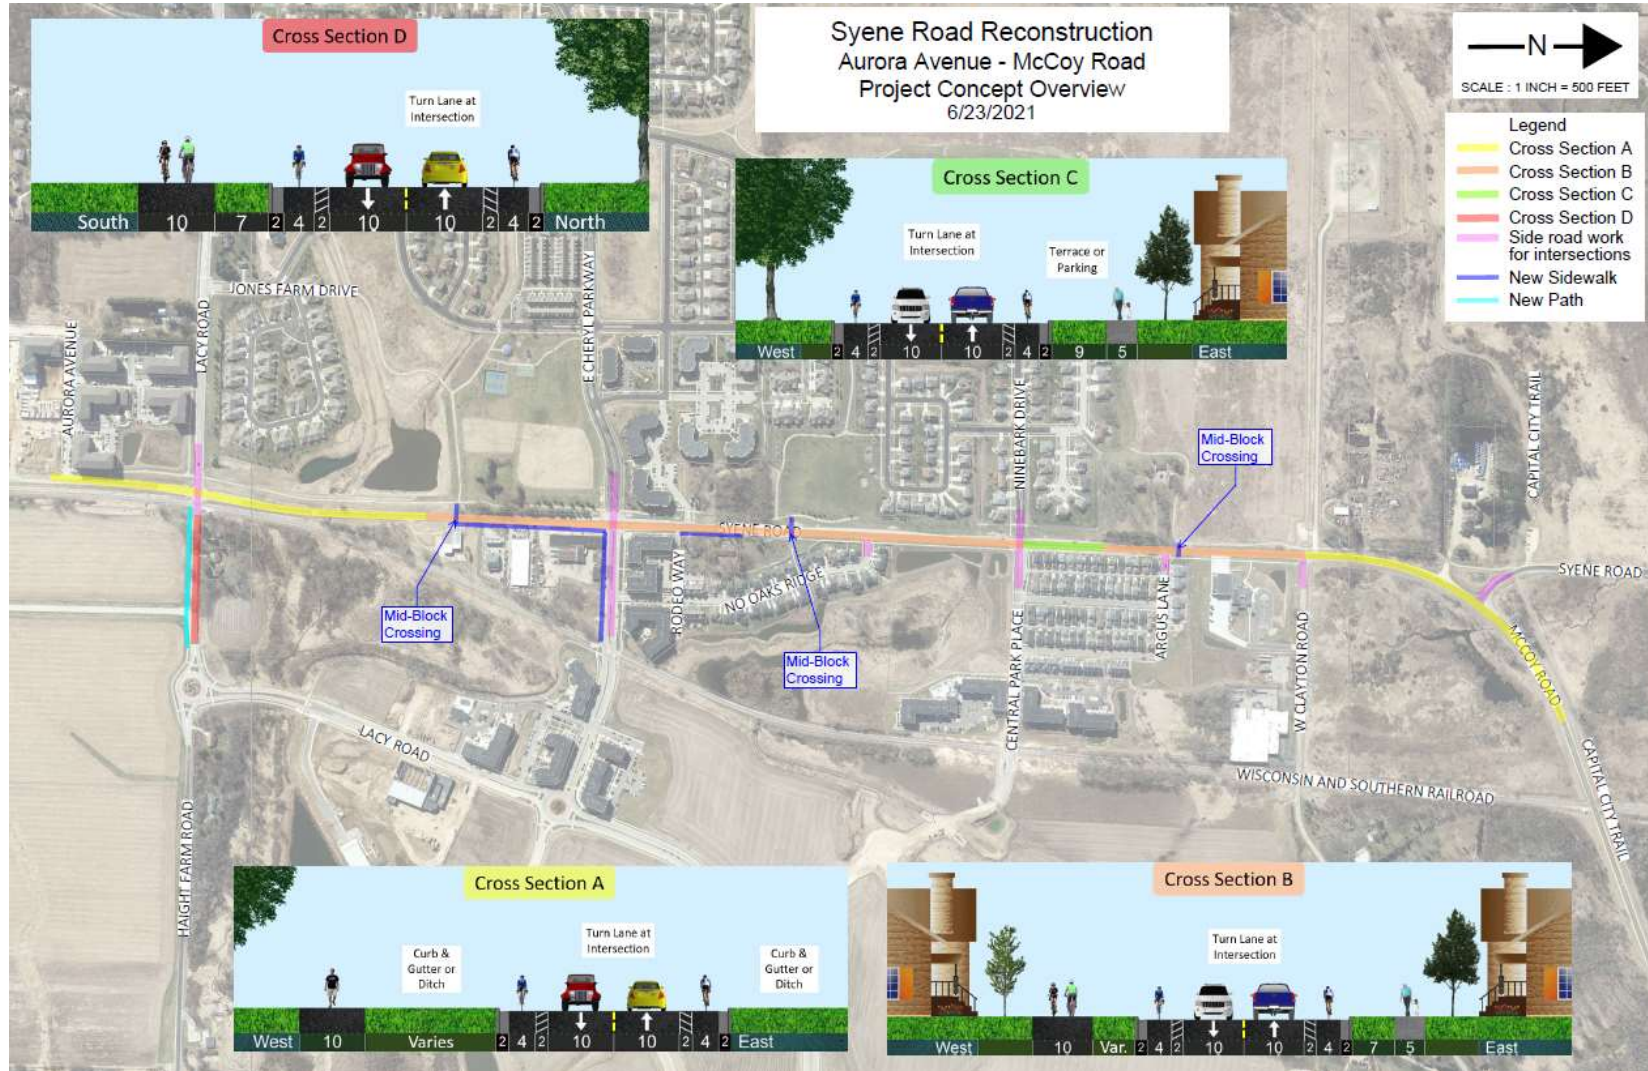 Syene Road Reconstruction
Aurora Avenue - McCoy Road
Project Concept Overview
6/23/2021
N
SCALE : 1 INCH = 500 FEET
Legend
Cross Section A
Cross Section B
Cross Section C
Cross Section D
Side road work
for intersections
New Sidewalk
New Path
Cross Section D
Turn Lane at
Intersection
South 10 7 2 4 2 10 10 2 4 2 North
Cross Section C
Turn Lane at
Intersection
Terrace or
Parking
West 2 4 2 10 10 2 4 2 9 5 East
AURORA AVENUE
LACY ROAD
JONES FARM DRIVE
E CHERYL PARKWAY
NINEBARK DRIVE
CAPITAL CITY TRAIL
Mid-Block
Crossing
SYENE ROAD
SYENE ROAD
Mid-Block
Crossing
RODEO WAY
NO OAKS RIDGE
Mid-Block
Crossing
CENTRAL PARK PLACE
ARGUS LANE
W CLAYTON ROAD
MCCOY ROAD
LACY ROAD
HAIGHT FARM ROAD
WISCONSIN AND SOUTHERN RAILROAD
CAPITAL CITY TRAIL
Cross Section A
Curb &
Gutter or
Ditch
Turn Lane at
Intersection
Curb &
Gutter or
Ditch
West 10 Varies 2 4 2 10 10 2 4 2 East
Cross Section B
Turn Lane at
Intersection
West 10 Var. 2 4 2 10 10 2 4 2 7 5 East